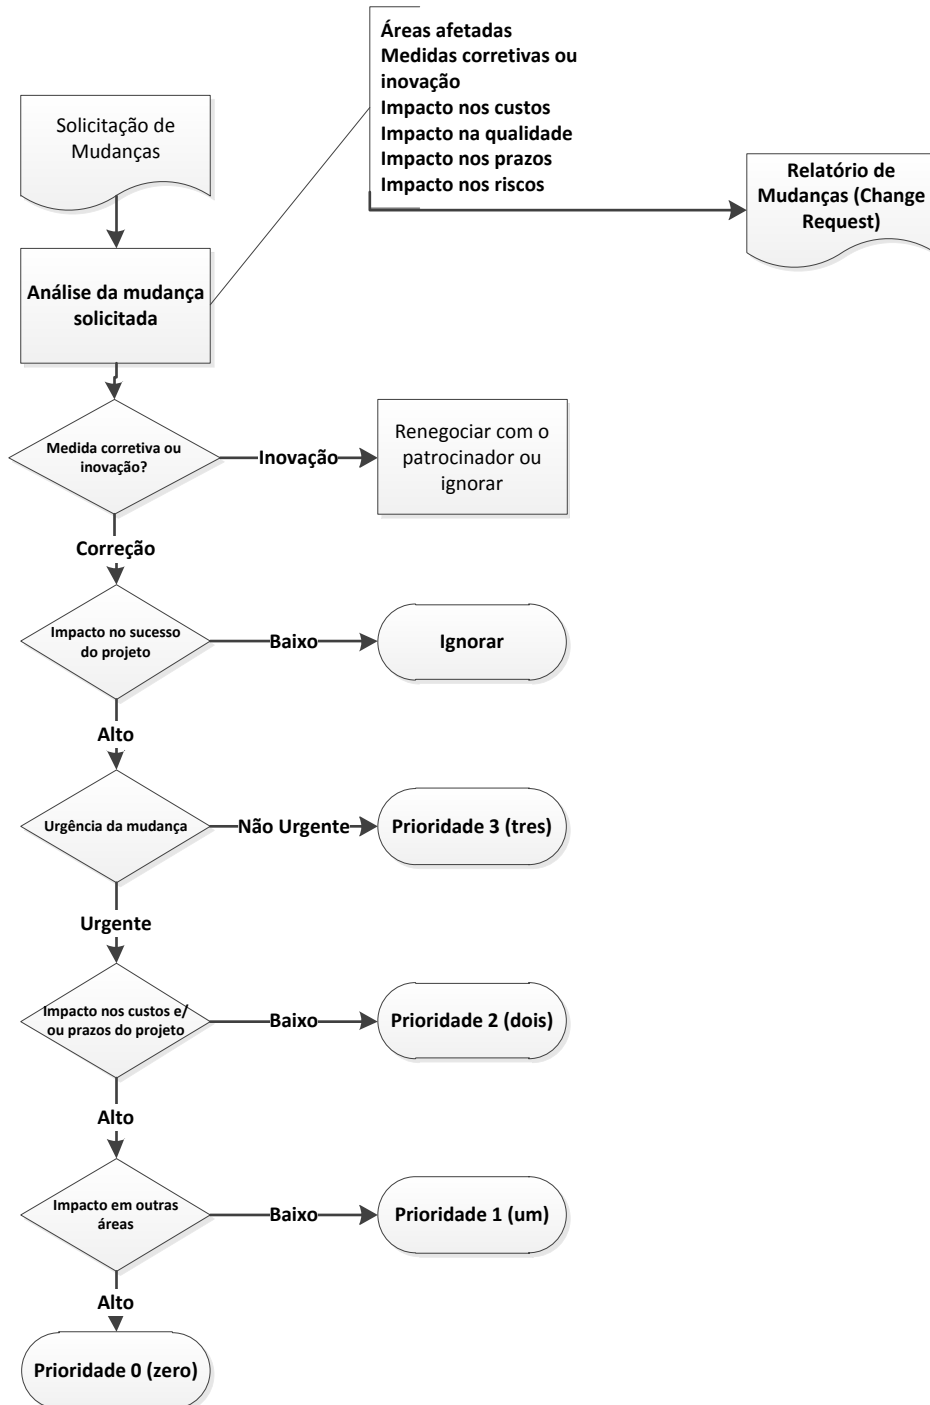 Áreas afetadas
Medidas corretivas ou
inovação
Impacto nos custos
Impacto na qualidade
Impacto nos prazos
Impacto nos riscos
Solicitação de
Mudanças
Relatório de
Mudanças (Change
Request)
Análise da mudança
solicitada
Medida corretiva ou
inovação?
Inovação
Renegociar com o
patrocinador ou
ignorar
Correção
Impacto no sucesso
do projeto
Baixo
Ignorar
Alto
Urgência da mudança
Não Urgente
Prioridade 3 (tres)
Urgente
Impacto nos custos e/
ou prazos do projeto
Baixo
Prioridade 2 (dois)
Alto
Impacto em outras
áreas
Baixo
Prioridade 1 (um)
Alto
Prioridade 0 (zero)